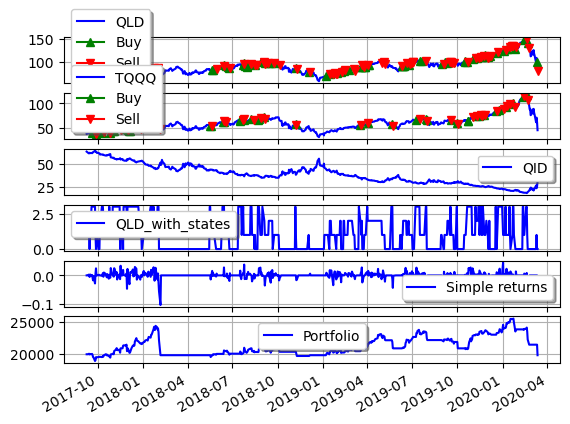 QLD
Buy
Sell
150
100
TQQQ
Buy
Sell
100
50
QID
50
25
QLD_with_states
2.5
0.0
Simple returns
0.0
−0.1
Portfolio
25000
20000
2017-10 2018-01 2018-04 2018-07 2018-10 2019-01 2019-04 2019-07 2019-10 2020-01 2020-04